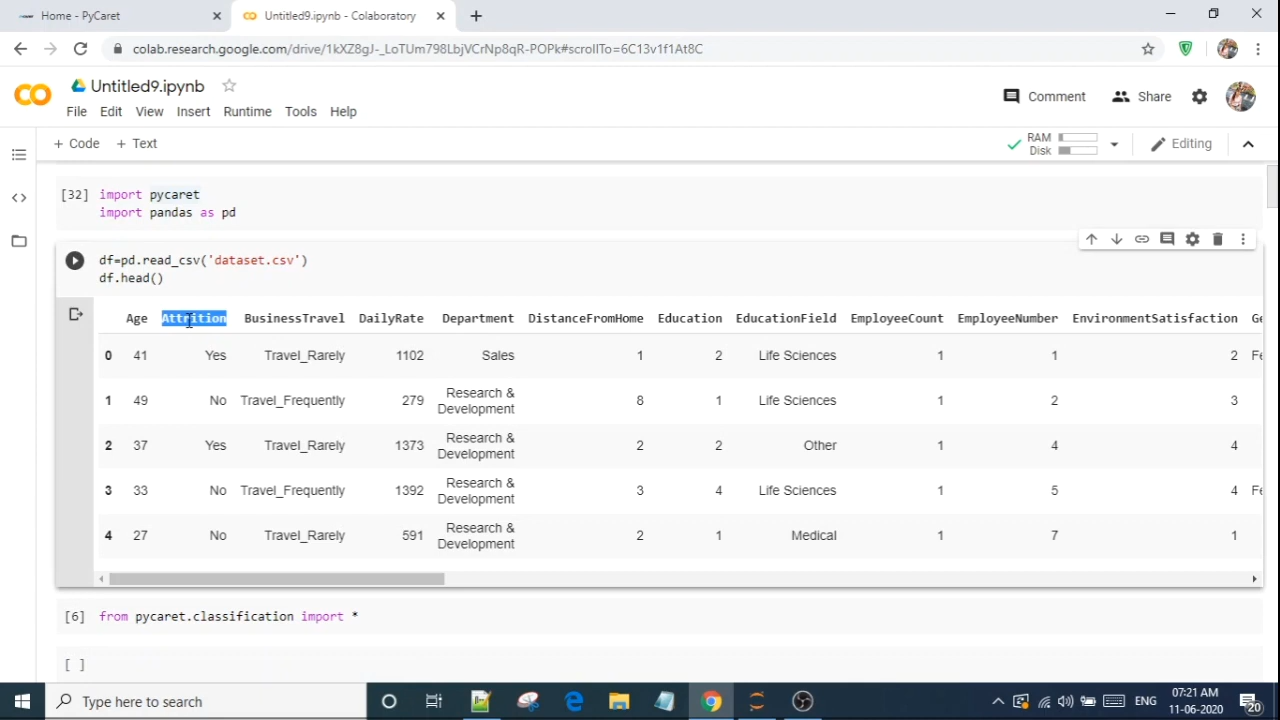 Home - PyCaret
Untitled9.ipynb - Colaboratory
colab.research.google.com/drive/1kXZ8gJ-_LoTUm798LbjVCrNp8qR-POPk#scrollTo=6C13v1f1At8C
CO
Untitled9.ipynb
File Edit View Insert Runtime Tools Help
Comment Share
+ Code + Text
RAM
Disk
Editing
[32] import pycaret
import pandas as pd
df=pd.read_csv('dataset.csv')
df.head()
Age Attrition BusinessTravel DailyRate Department DistanceFromHome Education EducationField EmployeeCount EmployeeNumber EnvironmentSatisfaction Ge
0 41 Yes Travel_Rarely 1102 Sales 1 2 Life Sciences 1 1 2 Fe
1 49 No Travel_Frequently 279 Research & Development 8 1 Life Sciences 1 2 3
2 37 Yes Travel_Rarely 1373 Research & Development 2 2 Other 1 4 4
3 33 No Travel_Frequently 1392 Research & Development 3 4 Life Sciences 1 5 4 Fe
4 27 No Travel_Rarely 591 Research & Development 2 1 Medical 1 7 1
[6] from pycaret.classification import *
[ ]
Type here to search
ENG
07:21 AM
11-06-2020
20